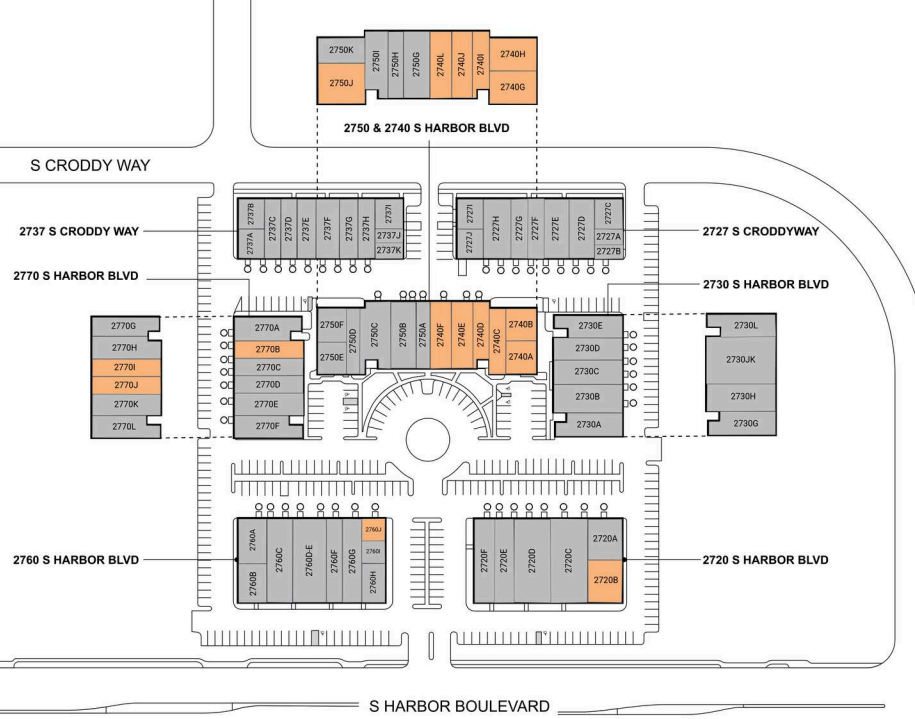 2750K
2750J
2750I
2750H
2750G
2740L
2740J
2740I
2740H
2740G
2750 & 2740 S HARBOR BLVD
S CRODDY WAY
2737 S CRODDY WAY
2737B
2737A
2737C
2737D
2737E
2737F
2737G
2737H
2737I
2737J
2737K
2727I
2727J
2727H
2727G
2727F
2727E
2727D
2727C
2727A
2727B
2727 S CRODDYWAY
2770 S HARBOR BLVD
2730 S HARBOR BLVD
2770G
2770H
2770I
2770J
2770K
2770L
2770A
2770B
2770C
2770D
2770E
2770F
2750F
2750E
2750D
2750C
2750B
2750A
2740F
2740E
2740D
2740C
2740B
2740A
2730E
2730D
2730C
2730B
2730A
2730L
2730JK
2730H
2730G
2760 S HARBOR BLVD
2760A
2760B
2760C
2760D-E
2760F
2760G
2760J
2760I
2760H
2720F
2720E
2720D
2720C
2720A
2720B
2720 S HARBOR BLVD
S HARBOR BOULEVARD